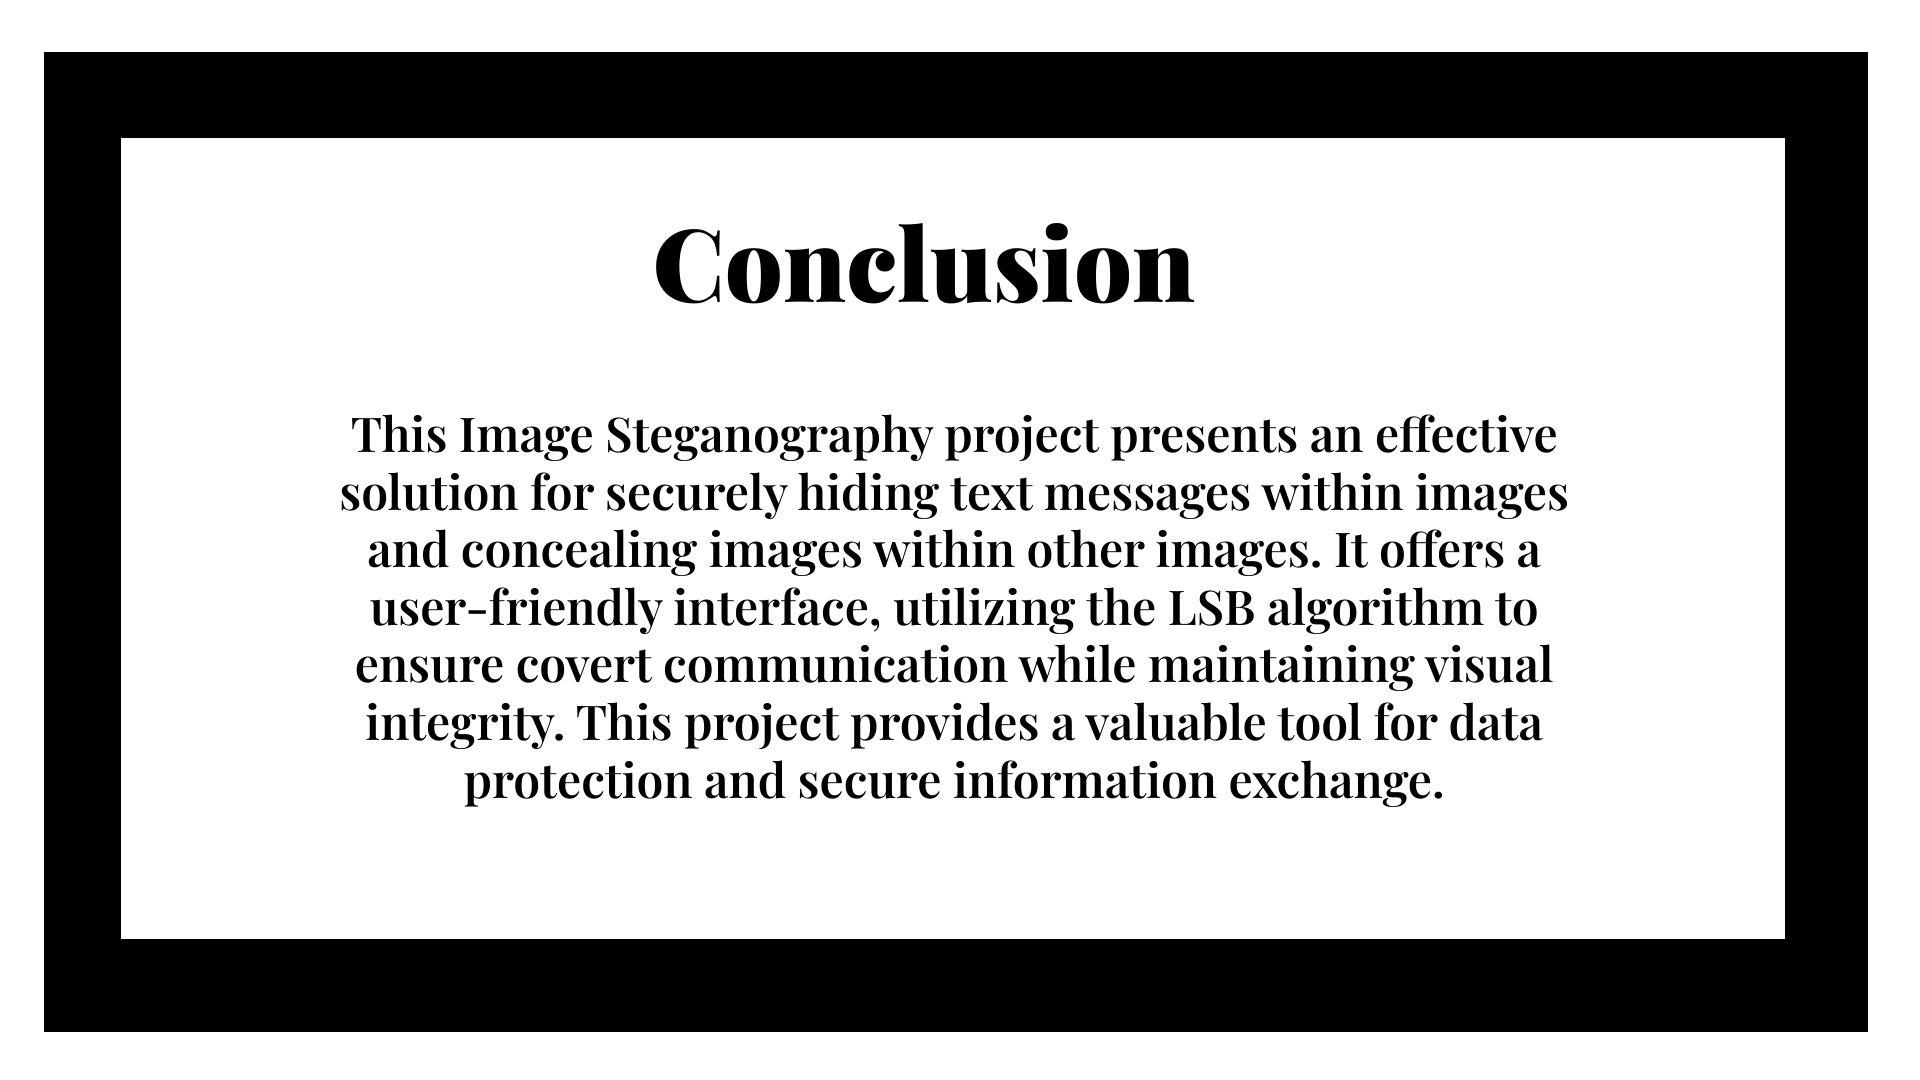 Conclusion
This Image Steganography project presents an effective
solution for securely hiding text messages within images
and concealing images within other images. It offers a
user-friendly interface, utilizing the LSB algorithm to
ensure covert communication while maintaining visual
integrity. This project provides a valuable tool for data
protection and secure information exchange.